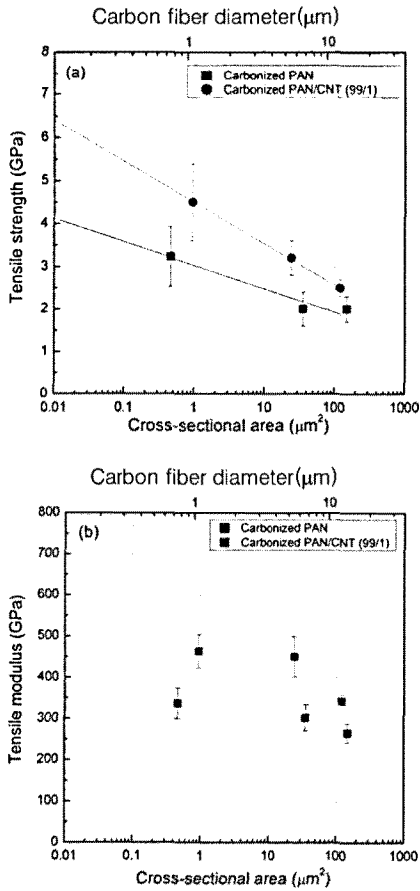 Carbon fiber diameter(μm)
1 10
8
7
6
5
4
3
2
1
0
(a)
Carbonized PAN
Carbonized PAN/CNT (99/1)
Tensile strength (GPa)
0.01 0.1 1 10 100 1000
Cross-sectional area (μm²)
Carbon fiber diameter(μm)
1 10
800
700
600
500
400
300
200
100
0
(b)
Carbonized PAN
Carbonized PAN/CNT (99/1)
Tensile modulus (GPa)
0.01 0.1 1 10 100 1000
Cross-sectional area (μm²)